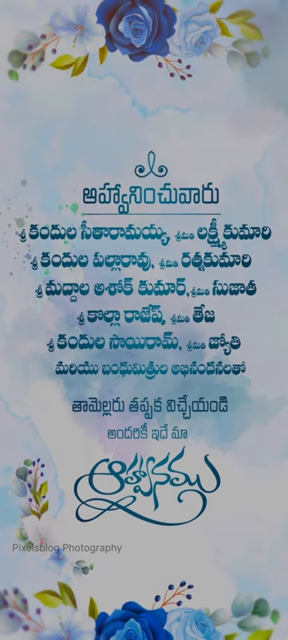 ఆహ్వానించువారు
శ్రీ కందుల సీతారామయ్య, శ్రీమతి లక్ష్మీకుమారి
శ్రీ కందుల పల్లారావు, శ్రీమతి రత్నకుమారి
శ్రీ మద్దాల అశోక్ కుమార్, శ్రీమతి సుజాత
శ్రీ కొల్లా రాజేష్, శ్రీమతి తేజ
శ్రీ కందుల సాయిరామ్, శ్రీమతి జ్యోతి
మరియు బంధుమిత్రుల అభినందనలతో
తామెల్లరు తప్పక విచ్చేయండి
అందరికీ ఇదే మా
ఆహ్వానము
Pixelsblog Photography